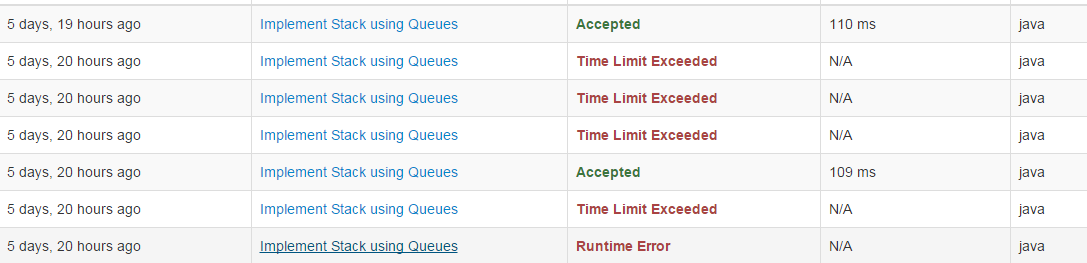 5 days, 19 hours ago Implement Stack using Queues Accepted 110 ms java
5 days, 20 hours ago Implement Stack using Queues Time Limit Exceeded N/A java
5 days, 20 hours ago Implement Stack using Queues Time Limit Exceeded N/A java
5 days, 20 hours ago Implement Stack using Queues Time Limit Exceeded N/A java
5 days, 20 hours ago Implement Stack using Queues Accepted 109 ms java
5 days, 20 hours ago Implement Stack using Queues Time Limit Exceeded N/A java
5 days, 20 hours ago Implement Stack using Queues Runtime Error N/A java